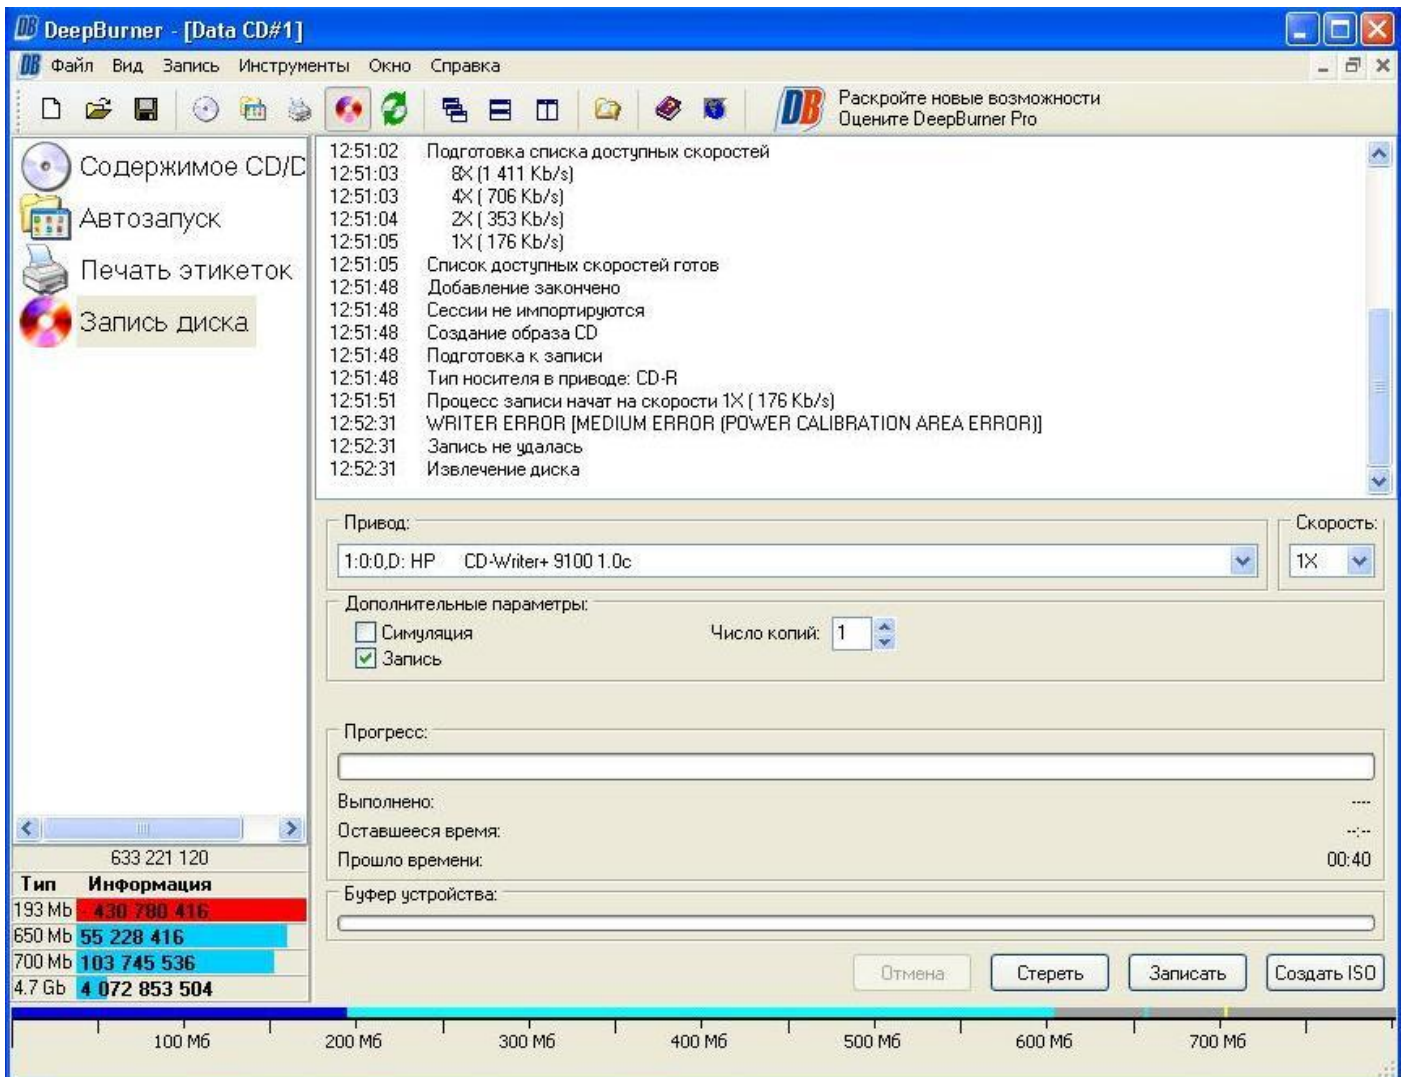 DeepBurner - [Data CD#1]
Файл Вид Запись Инструменты Окно Справка
DB Раскройте новые возможности
Оцените DeepBurner Pro
Содержимое CD/D
Автозапуск
Печать этикеток
Запись диска
12:51:02 Подготовка списка доступных скоростей
12:51:03 8X (1 411 Kb/s)
12:51:03 4X ( 706 Kb/s)
12:51:04 2X ( 353 Kb/s)
12:51:05 1X ( 176 Kb/s)
12:51:05 Список доступных скоростей готов
12:51:48 Добавление закончено
12:51:48 Сессии не импортируются
12:51:48 Создание образа CD
12:51:48 Подготовка к записи
12:51:48 Тип носителя в приводе: CD-R
12:51:51 Процесс записи начат на скорости 1X ( 176 Kb/s)
12:52:31 WRITER ERROR [MEDIUM ERROR (POWER CALIBRATION AREA ERROR)]
12:52:31 Запись не удалась
12:52:31 Извлечение диска
Привод: Скорость:
1:0:0,D: HP CD-Writer+ 9100 1.0c 1X
Дополнительные параметры:
Симуляция Число копий: 1
Запись
Прогресс:
Выполнено: ----
Оставшееся время: --:--
Прошло времени: 00:40
Буфер устройства:
Отмена Стереть Записать Создать ISO
633 221 120
Тип Информация
193 Mb - 430 780 416
650 Mb 55 228 416
700 Mb 103 745 536
4.7 Gb 4 072 853 504
100 Мб 200 Мб 300 Мб 400 Мб 500 Мб 600 Мб 700 Мб